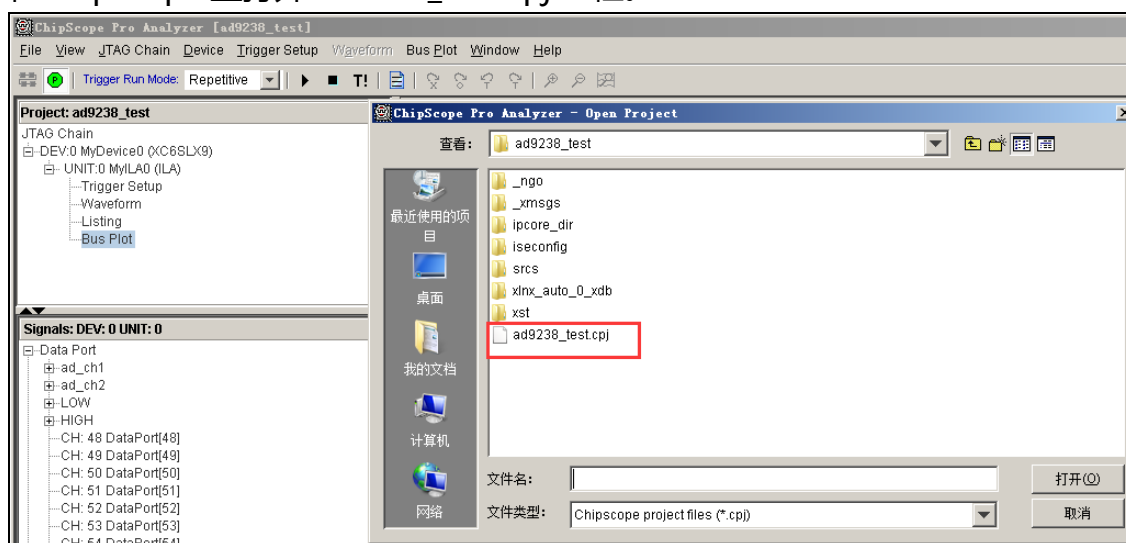 ChipScope Pro Analyzer [ad9238_test]
File View JTAG Chain Device Trigger Setup Waveform Bus Plot Window Help
Trigger Run Mode: Repetitive T!
Project: ad9238_test
JTAG Chain
DEV:0 MyDevice0 (XC6SLX9)
UNIT:0 MyILA0 (ILA)
Trigger Setup
Waveform
Listing
Bus Plot
Signals: DEV: 0 UNIT: 0
Data Port
ad_ch1
ad_ch2
LOW
HIGH
CH: 48 DataPort[48]
CH: 49 DataPort[49]
CH: 50 DataPort[50]
CH: 51 DataPort[51]
CH: 52 DataPort[52]
CH: 53 DataPort[53]
CH: 54 DataPort[54]
ChipScope Pro Analyzer - Open Project
查看: ad9238_test
最近使用的项
目
桌面
我的文档
计算机
网络
_ngo
_xmsgs
ipcore_dir
iseconfig
srcs
xlnx_auto_0_xdb
xst
ad9238_test.cpj
文件名: 打开(O)
文件类型: Chipscope project files (*.cpj) 取消